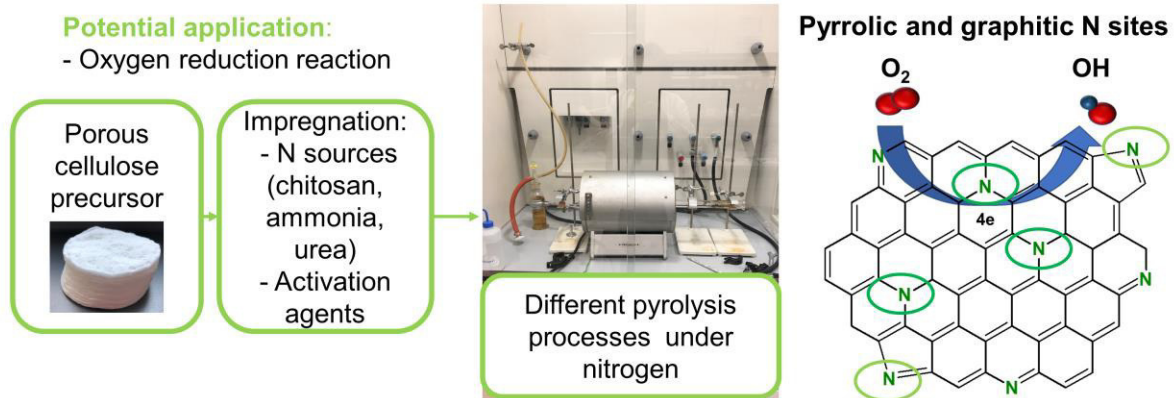 Potential application:
- Oxygen reduction reaction
Porous
cellulose
precursor
Impregnation:
- N sources
(chitosan,
ammonia,
urea)
- Activation
agents
Different pyrolysis
processes under
nitrogen
Pyrrolic and graphitic N sites
O2
OH
N
N
N
4e
N
N
N
N
N